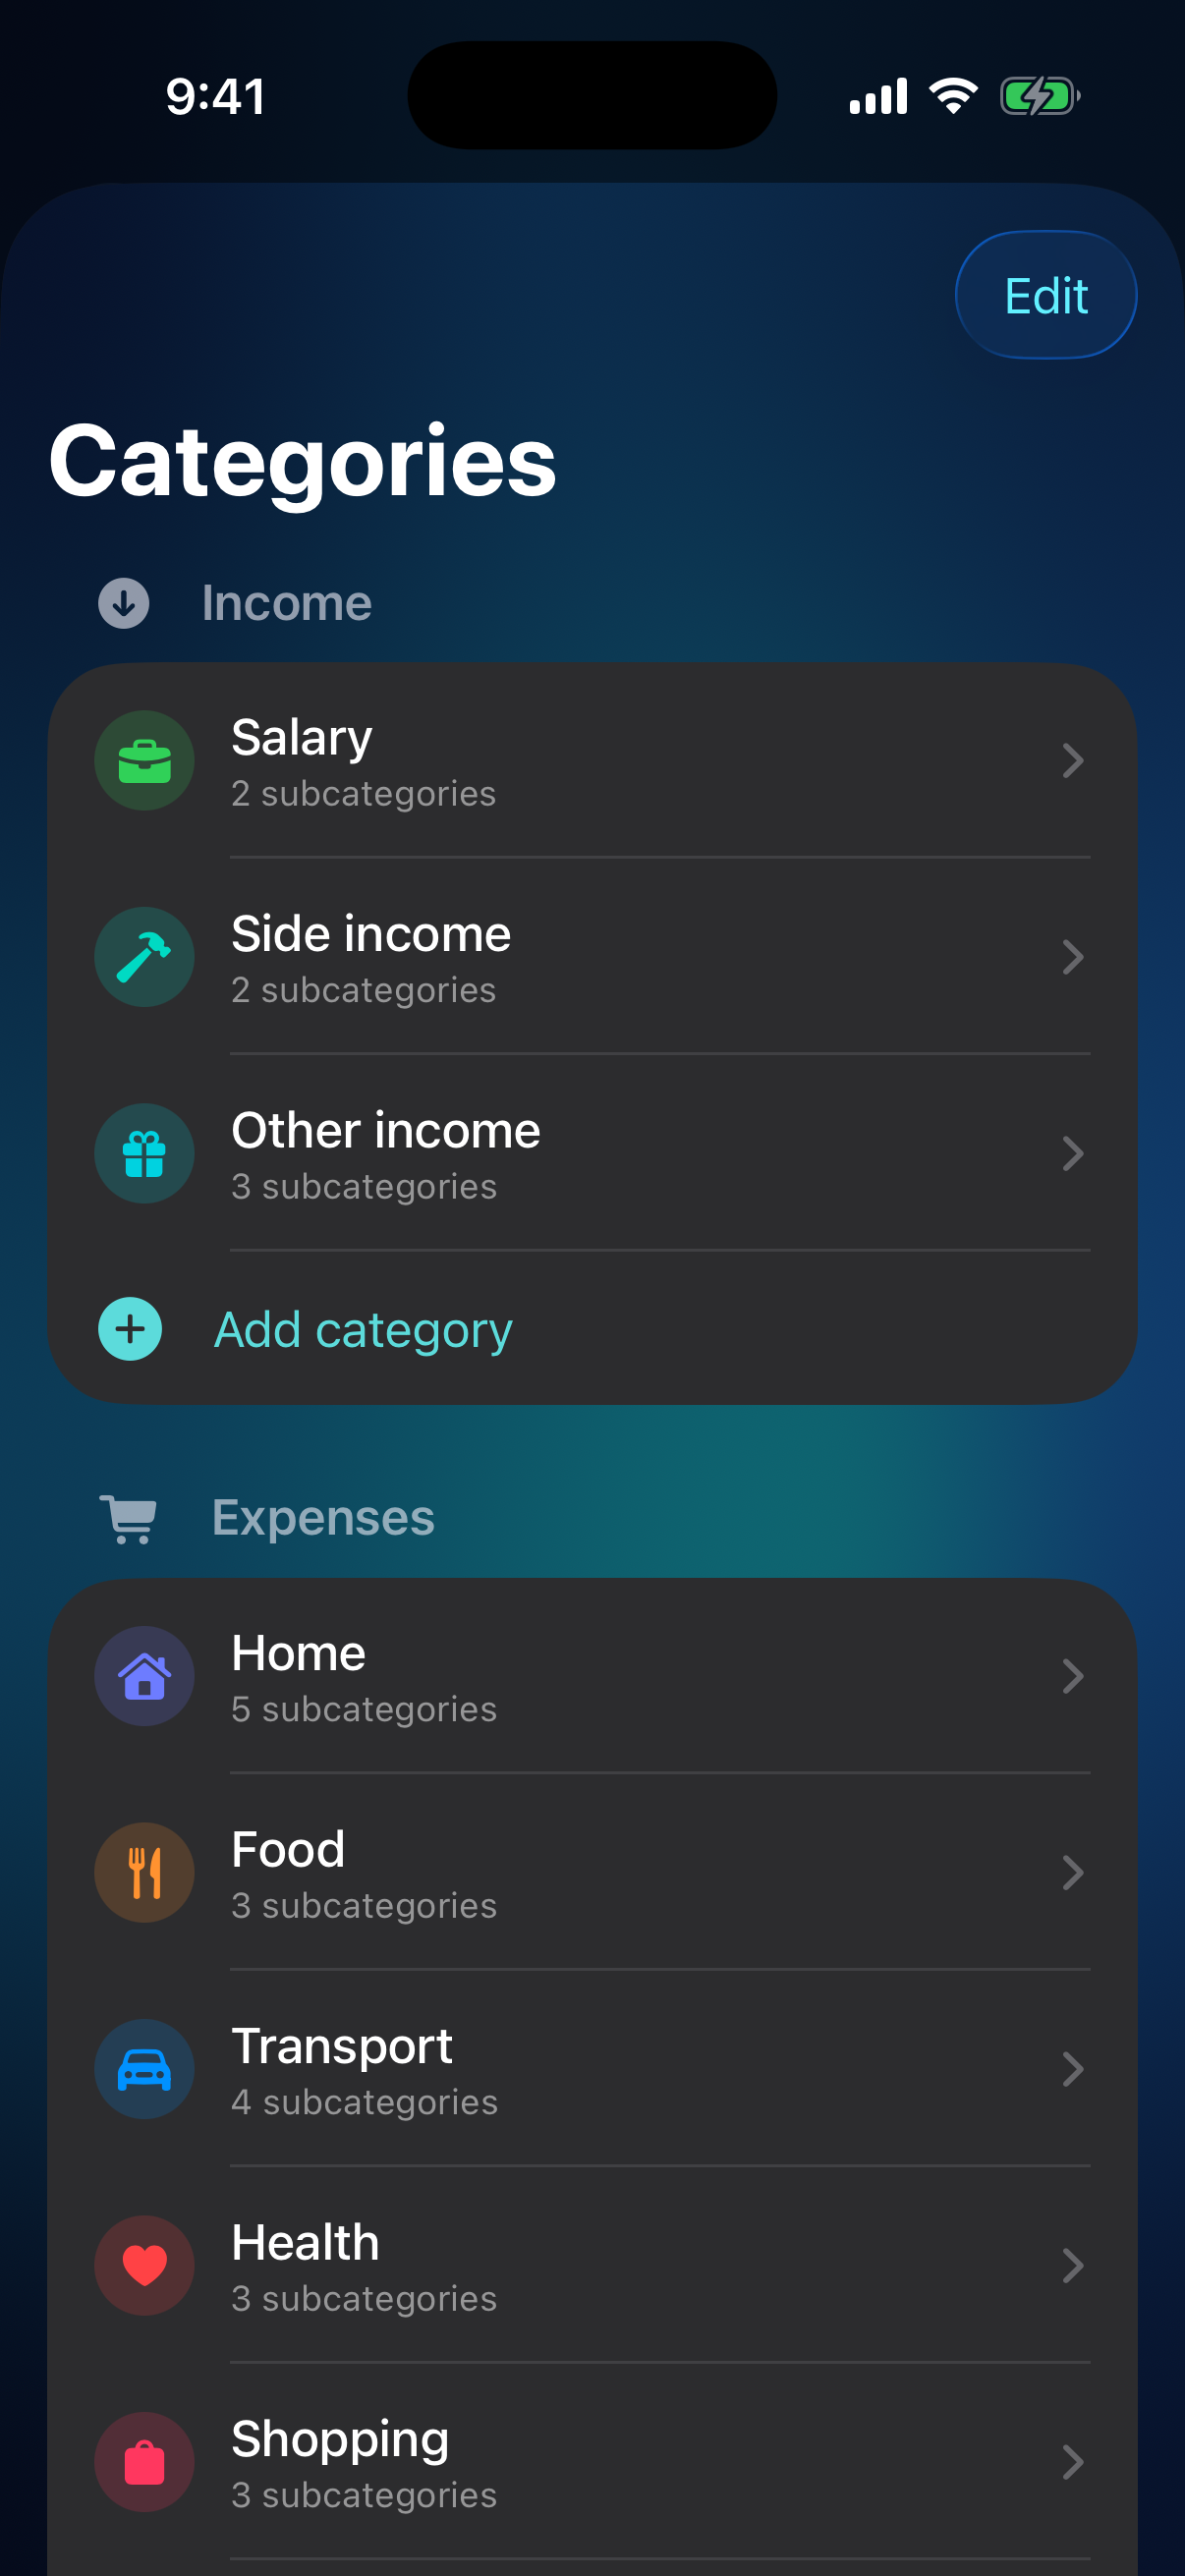 9:41
Edit
Categories
Income
Salary
2 subcategories
Side income
2 subcategories
Other income
3 subcategories
Add category
Expenses
Home
5 subcategories
Food
3 subcategories
Transport
4 subcategories
Health
3 subcategories
Shopping
3 subcategories